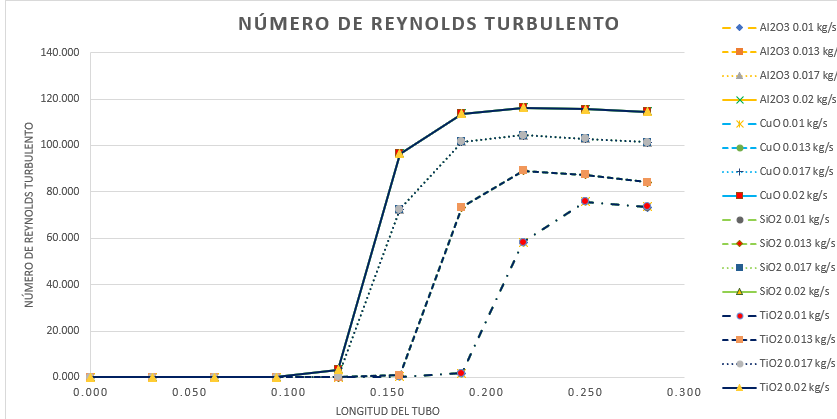 NÚMERO DE REYNOLDS TURBULENTO
NÚMERO DE REYNOLDS TURBULENTO
140.000
120.000
100.000
80.000
60.000
40.000
20.000
0.000
0.000 0.050 0.100 0.150 0.200 0.250 0.300
LONGITUD DEL TUBO
Al2O3 0.01 kg/s
Al2O3 0.013 kg/s
Al2O3 0.017 kg/s
Al2O3 0.02 kg/s
CuO 0.01 kg/s
CuO 0.013 kg/s
CuO 0.017 kg/s
CuO 0.02 kg/s
SiO2 0.01 kg/s
SiO2 0.013 kg/s
SiO2 0.017 kg/s
SiO2 0.02 kg/s
TiO2 0.01 kg/s
TiO2 0.013 kg/s
TiO2 0.017 kg/s
TiO2 0.02 kg/s